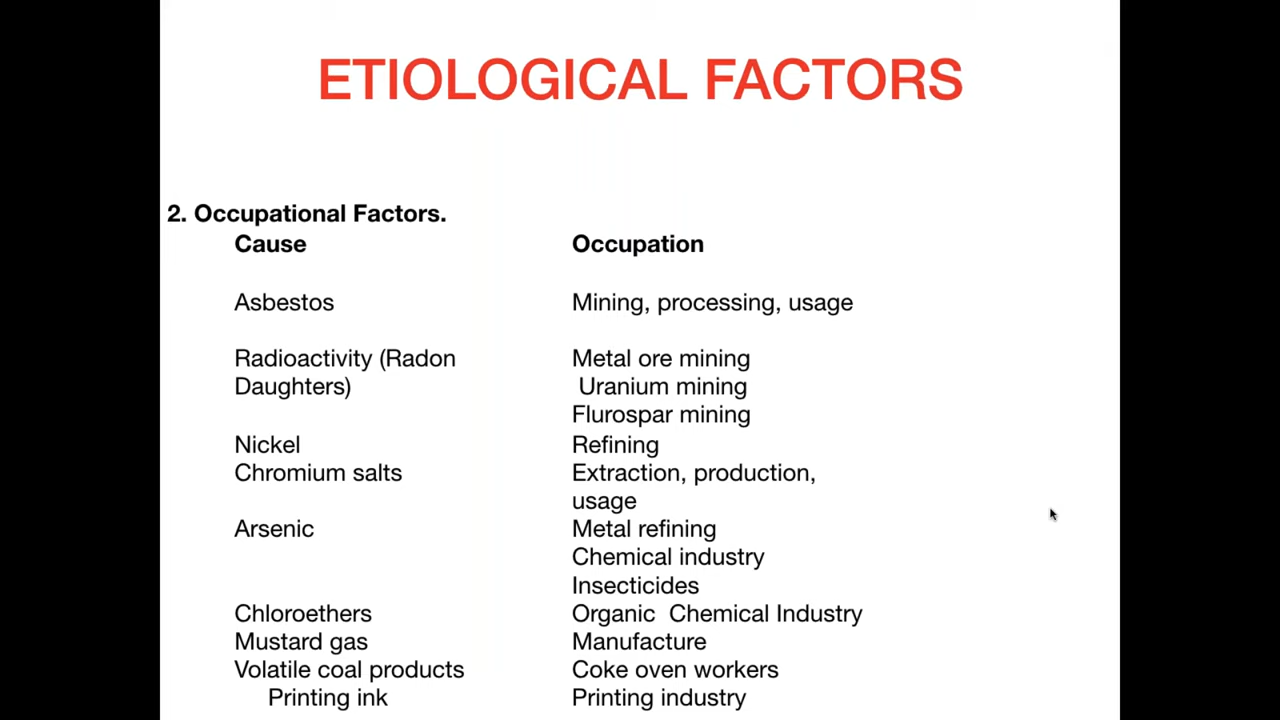 ETIOLOGICAL FACTORS
2. Occupational Factors.
Cause Occupation
Asbestos Mining, processing, usage
Radioactivity (Radon Metal ore mining
Daughters) Uranium mining
Flurospar mining
Nickel Refining
Chromium salts Extraction, production,
usage
Arsenic Metal refining
Chemical industry
Insecticides
Chloroethers Organic Chemical Industry
Mustard gas Manufacture
Volatile coal products Coke oven workers
Printing ink Printing industry